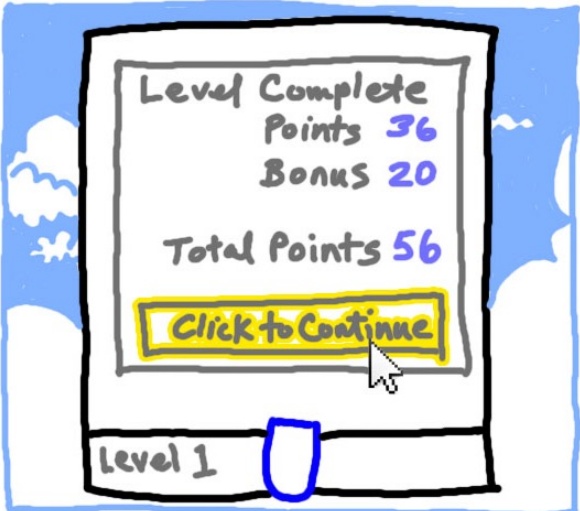 Level Complete
Points 36
Bonus 20
Total Points 56
Click to Continue
Level 1